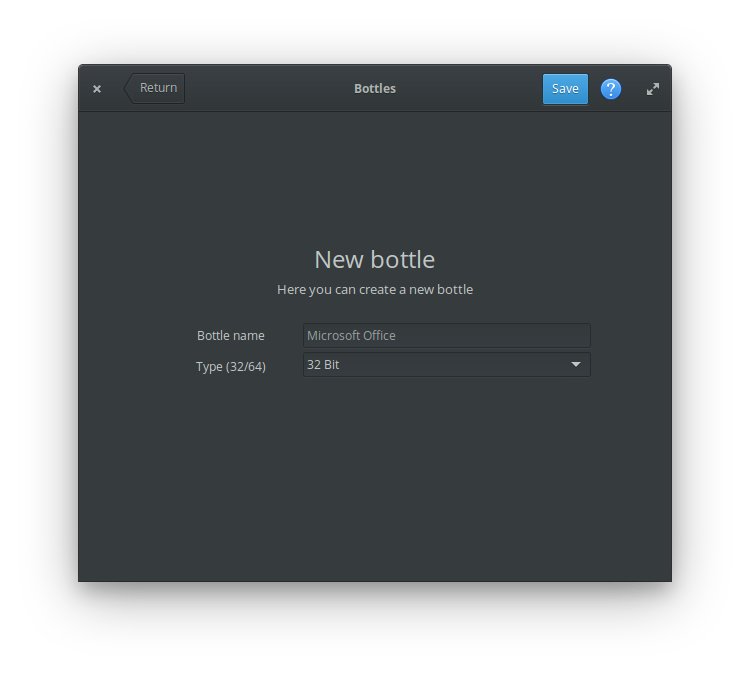 Return
Bottles
Save
?
New bottle
Here you can create a new bottle
Bottle name
Microsoft Office
Type (32/64)
32 Bit